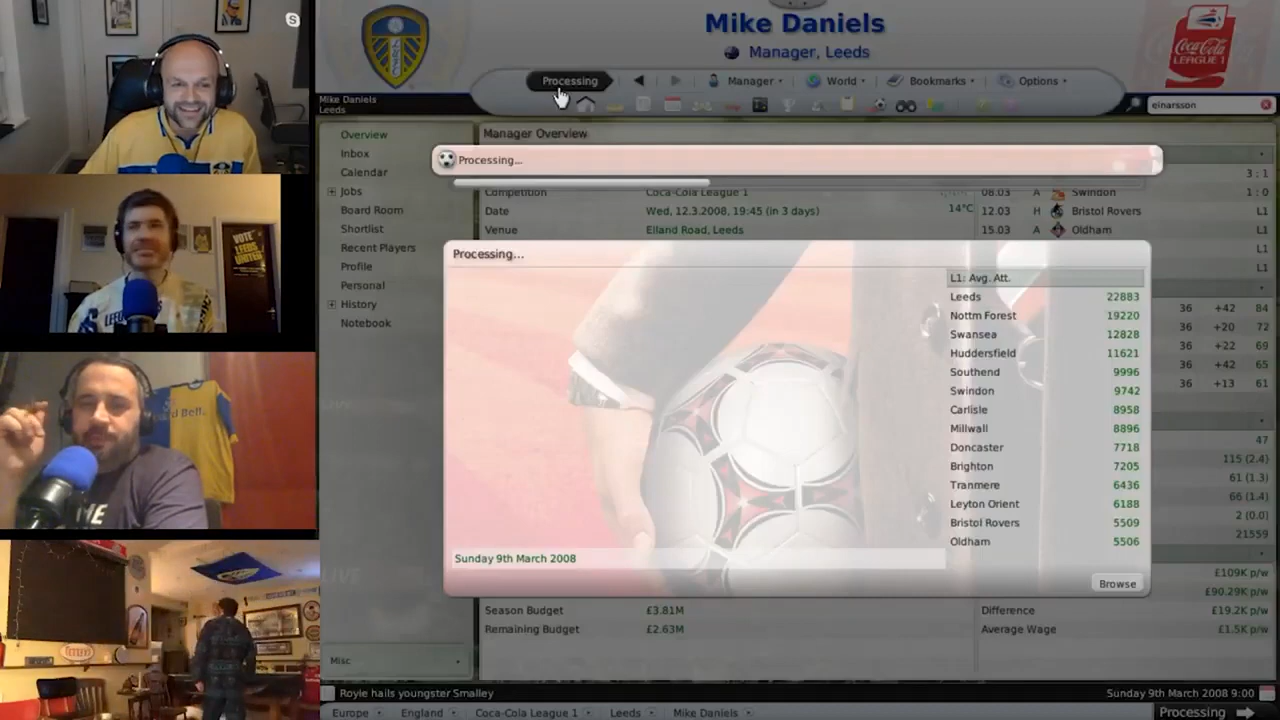 Mike Daniels
Manager, Leeds
Coca-Cola
LEAGUE 1
Processing
Manager
World
Bookmarks
Options
Mike Daniels
Leeds
einarsson
Overview
Inbox
Calendar
Jobs
Board Room
Shortlist
Recent Players
Profile
Personal
History
Notebook
Misc
Manager Overview
Processing...
3 : 1
Competition Coca-Cola League 1
08.03 A Swindon 1 : 0
Date Wed, 12.3.2008, 19:45 (in 3 days) 14°C
12.03 H Bristol Rovers L1
Venue Elland Road, Leeds
15.03 A Oldham L1
L1
L1
Processing...
L1: Avg. Att.
Leeds 22883
Nottm Forest 19220
Swansea 12828
Huddersfield 11621
Southend 9996
Swindon 9742
Carlisle 8958
Millwall 8896
Doncaster 7718
Brighton 7205
Tranmere 6436
Leyton Orient 6188
Bristol Rovers 5509
Oldham 5506
Sunday 9th March 2008
Browse
36 +42 84
36 +20 72
36 +22 69
36 +42 65
36 +13 61
47
115 (2.4)
61 (1.3)
66 (1.4)
2 (0.0)
21559
£109K p/w
£90.29K p/w
Season Budget £3.81M
Difference £19.2K p/w
Remaining Budget £2.63M
Average Wage £1.5K p/w
Royle hails youngster Smalley
Sunday 9th March 2008 9:00
Europe
England
Coca-Cola League 1
Leeds
Mike Daniels
Processing
VOTE
LEEDS
UNITED